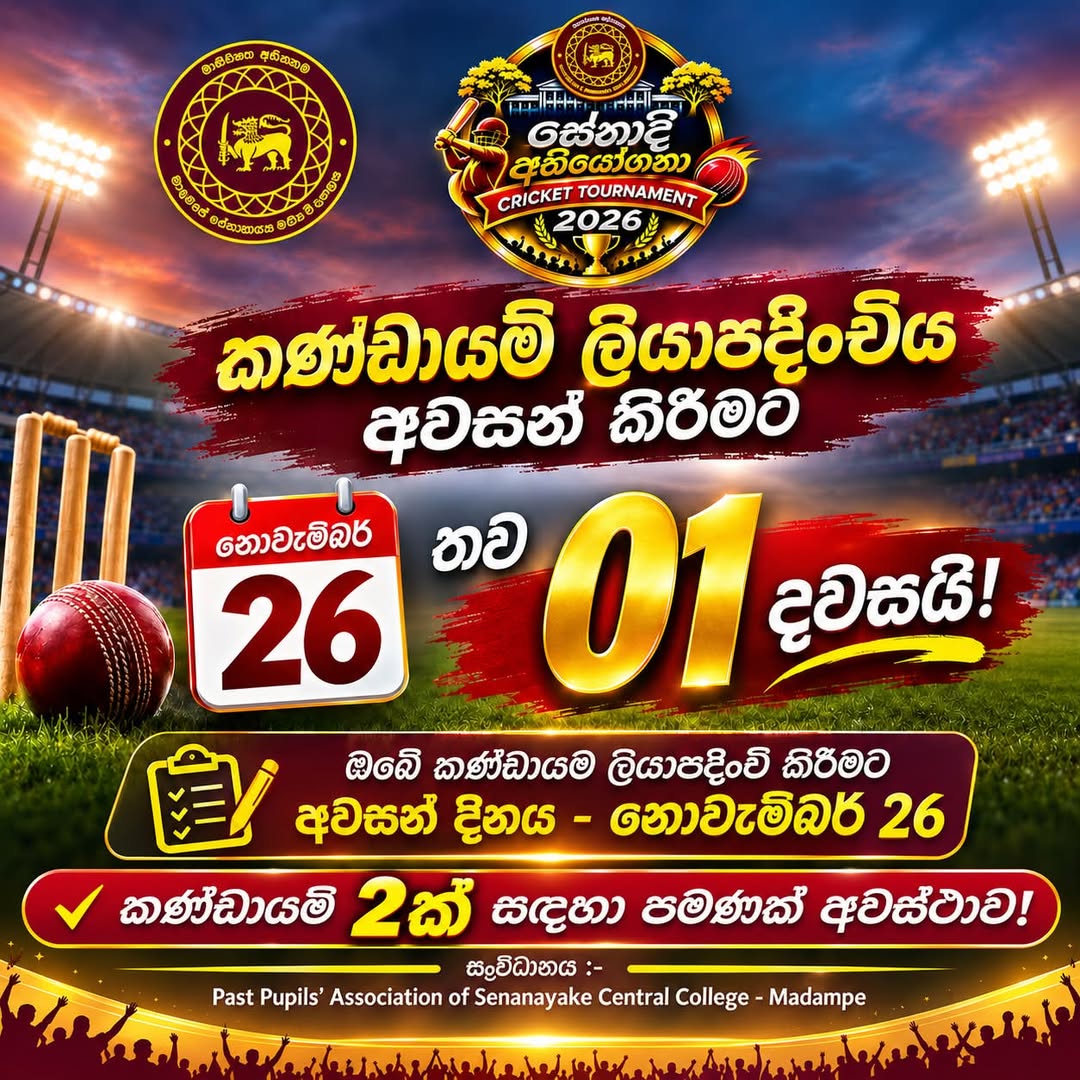 සේනාදි
අභියෝගතා
CRICKET TOURNAMENT
2026
කණ්ඩායම් ලියාපදිංචිය
අවසන් කිරීමට
නොවැම්බර්
26
තව 01 දවසයි!
ඔබේ කණ්ඩායම ලියාපදිංචි කිරීමට
අවසන් දිනය - නොවැම්බර් 26
කණ්ඩායම් 2ක් සඳහා පමණක් අවස්ථාව!
සංවිධානය :-
Past Pupils' Association of Senanayake Central College - Madampe